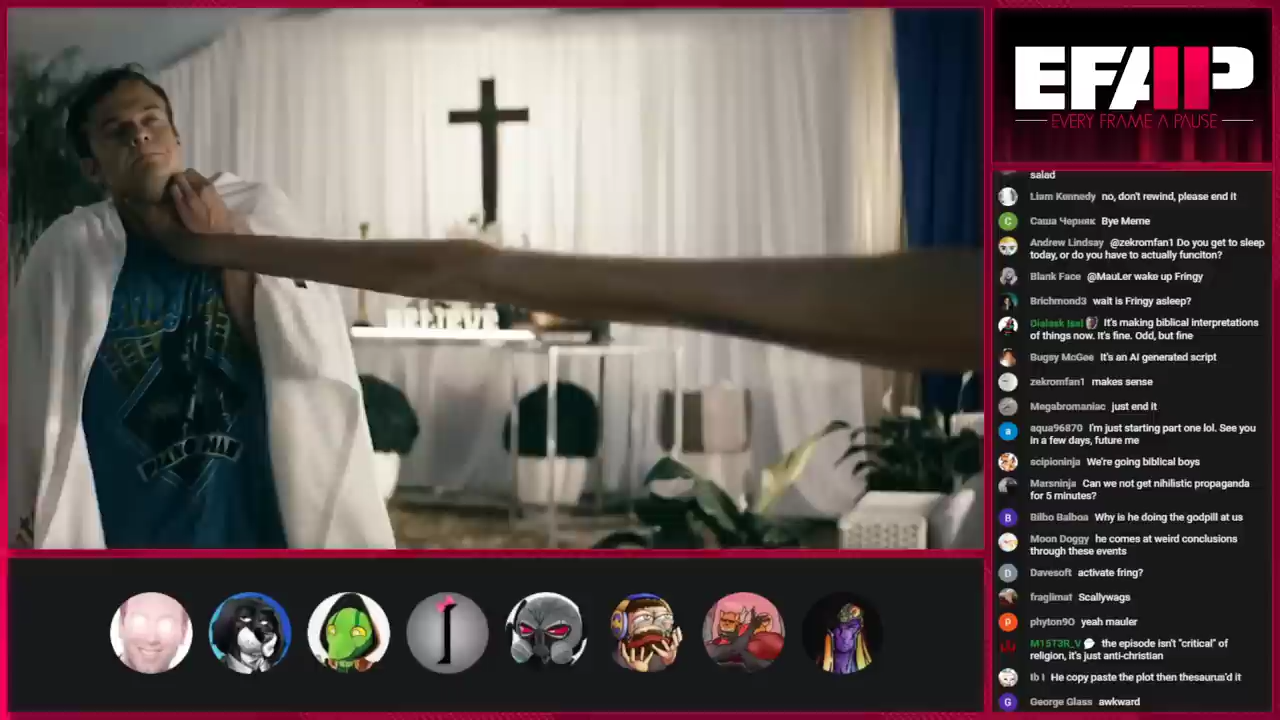 BELIEVE
EFAP
EVERY FRAME A PAUSE
salad
Liam Kennedy no, don't rewind, please end it
Саша Черняк Bye Meme
Andrew Lindsay @zekromfan1 Do you get to sleep
today, or do you have to actually funciton?
Blank Face @MauLer wake up Fringy
Brichmond3 wait is Fringy asleep?
It's making biblical interpretations
of things now. It's fine. Odd, but fine
Bugsy McGee It's an AI generated script
zekromfan1 makes sense
Megabromaniac just end it
a
aqua96870 I'm just starting part one lol. See you
in a few days, future me
scipioninja We're going biblical boys
Marsninja Can we not get nihilistic propaganda
for 5 minutes?
B
Bilbo Balboa Why is he doing the godpill at us
Moon Doggy he comes at weird conclusions
through these events
D
Davesoft activate fring?
fraglimat Scallywags
P
phyton90 yeah mauler
M15T3R_V the episode isn't "critical" of
religion, it's just anti-christian
Ib I He copy paste the plot then thesaurus'd it
G
George Glass awkward